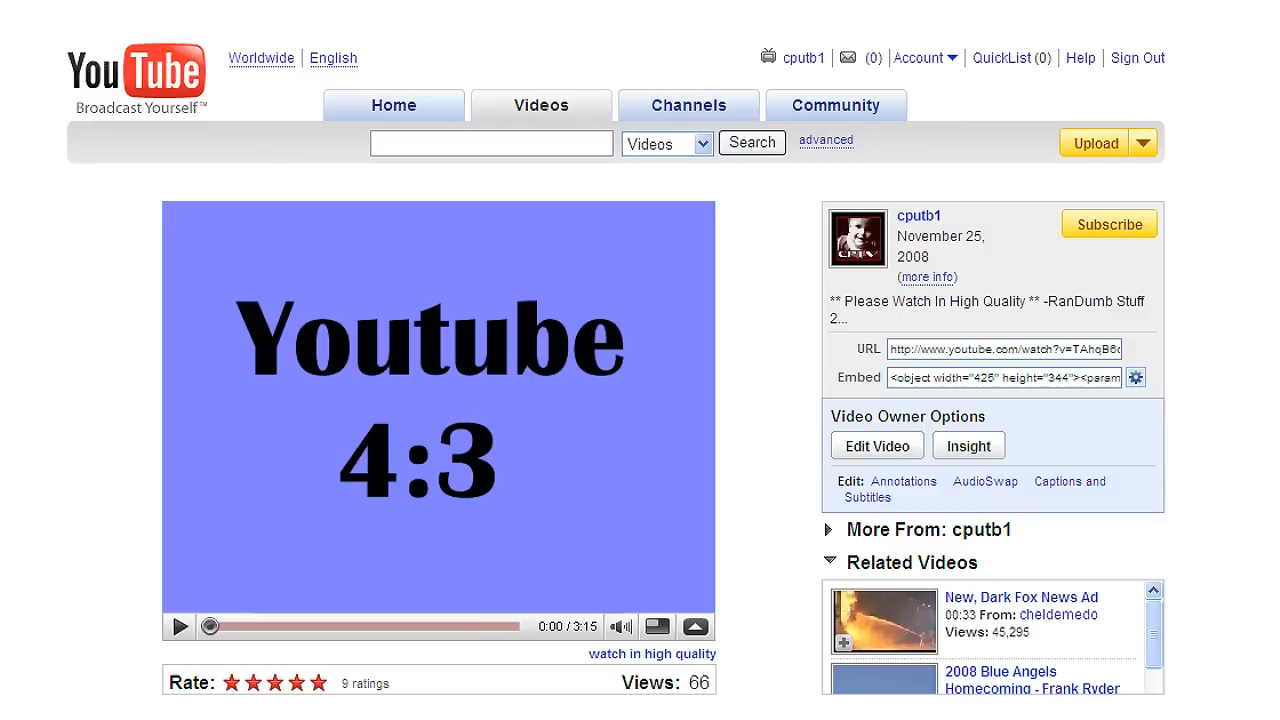 YouTube
Broadcast Yourself™
Worldwide
English
cputb1
(0)
Account
QuickList (0)
Help
Sign Out
Home
Videos
Channels
Community
Videos
Search
advanced
Upload
Youtube
4:3
0:00 / 3:15
watch in high quality
Rate:
9 ratings
Views: 66
CPTV
cputb1
November 25,
2008
(more info)
Subscribe
** Please Watch In High Quality ** -RanDumb Stuff
2...
URL
http://www.youtube.com/watch?v=TAhqB6
Embed
<object width="425" height="344"><param
Video Owner Options
Edit Video
Insight
Edit: Annotations AudioSwap Captions and
Subtitles
More From: cputb1
Related Videos
New, Dark Fox News Ad
00:33 From: cheldemedo
Views: 45,295
2008 Blue Angels
Homecoming - Frank Ryder